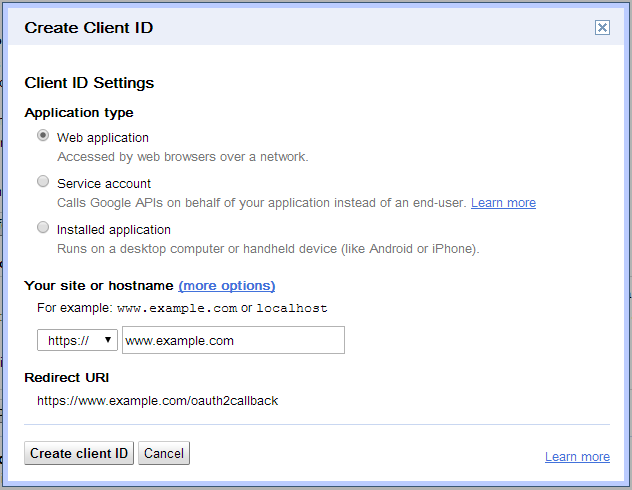 Create Client ID
Client ID Settings
Application type
Web application
Accessed by web browsers over a network.
Service account
Calls Google APIs on behalf of your application instead of an end-user. Learn more
Installed application
Runs on a desktop computer or handheld device (like Android or iPhone).
Your site or hostname (more options)
For example: www.example.com or localhost
https:// www.example.com
Redirect URI
https://www.example.com/oauth2callback
Create client ID Cancel Learn more